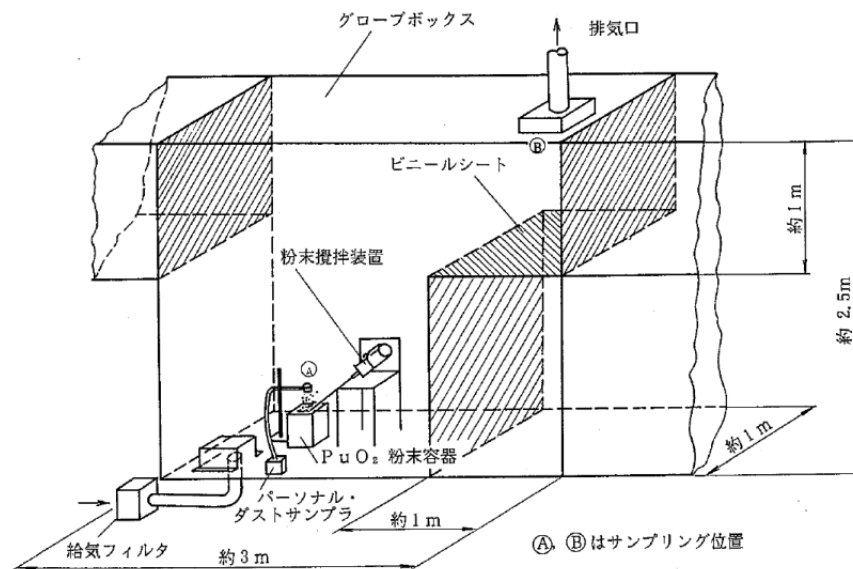 グローブボックス
排気口
Ⓑ
ビニールシート
約1m
粉末攪拌装置
約2.5m
Ⓐ
約1m
PuO₂ 粉末容器
パーソナル・
ダストサンプラ
約1m
給気フィルタ
約3m
Ⓐ, Ⓑはサンプリング位置